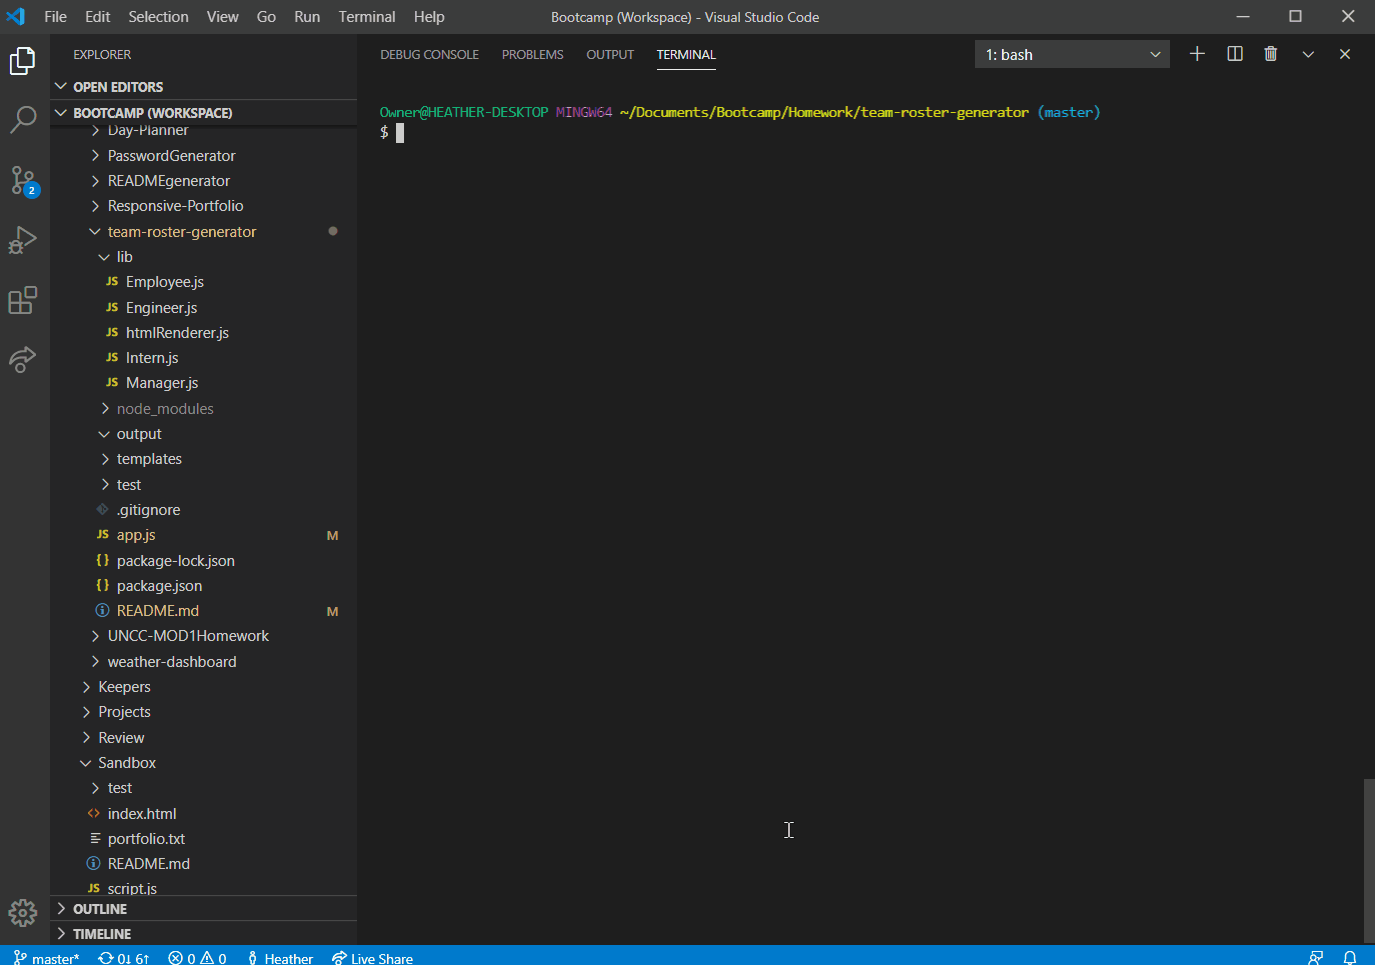 File Edit Selection View Go Run Terminal Help Bootcamp (Workspace) - Visual Studio Code
EXPLORER
OPEN EDITORS
BOOTCAMP (WORKSPACE)
Day-Planner
PasswordGenerator
READMEgenerator
Responsive-Portfolio
team-roster-generator
lib
JS Employee.js
JS Engineer.js
JS htmlRenderer.js
JS Intern.js
JS Manager.js
node_modules
output
templates
test
.gitignore
JS app.js M
{} package-lock.json
{} package.json
README.md M
UNCC-MOD1Homework
weather-dashboard
Keepers
Projects
Review
Sandbox
test
<> index.html
portfolio.txt
README.md
JS script.js
OUTLINE
TIMELINE
2
DEBUG CONSOLE PROBLEMS OUTPUT TERMINAL 1: bash
Owner@HEATHER-DESKTOP MINGW64 ~/Documents/Bootcamp/Homework/team-roster-generator (master)
$
master* 0↓ 6↑ 0 0 Heather Live Share